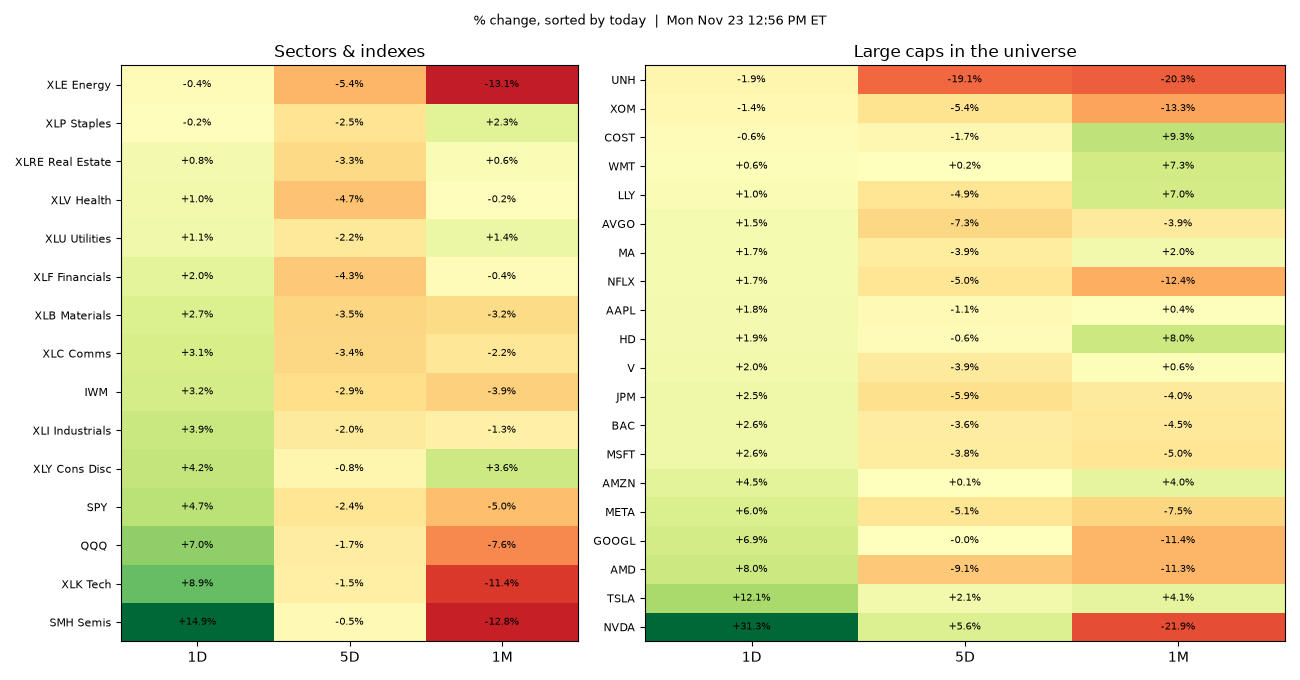 % change, sorted by today | Mon Nov 23 12:56 PM ET
Sectors & indexes
XLE Energy -0.4% -5.4% -13.1%
XLP Staples -0.2% -2.5% +2.3%
XLRE Real Estate +0.8% -3.3% +0.6%
XLV Health +1.0% -4.7% -0.2%
XLU Utilities +1.1% -2.2% +1.4%
XLF Financials +2.0% -4.3% -0.4%
XLB Materials +2.7% -3.5% -3.2%
XLC Comms +3.1% -3.4% -2.2%
IWM +3.2% -2.9% -3.9%
XLI Industrials +3.9% -2.0% -1.3%
XLY Cons Disc +4.2% -0.8% +3.6%
SPY +4.7% -2.4% -5.0%
QQQ +7.0% -1.7% -7.6%
XLK Tech +8.9% -1.5% -11.4%
SMH Semis +14.9% -0.5% -12.8%
1D 5D 1M
Large caps in the universe
UNH -1.9% -19.1% -20.3%
XOM -1.4% -5.4% -13.3%
COST -0.6% -1.7% +9.3%
WMT +0.6% +0.2% +7.3%
LLY +1.0% -4.9% +7.0%
AVGO +1.5% -7.3% -3.9%
MA +1.7% -3.9% +2.0%
NFLX +1.7% -5.0% -12.4%
AAPL +1.8% -1.1% +0.4%
HD +1.9% -0.6% +8.0%
V +2.0% -3.9% +0.6%
JPM +2.5% -5.9% -4.0%
BAC +2.6% -3.6% -4.5%
MSFT +2.6% -3.8% -5.0%
AMZN +4.5% +0.1% +4.0%
META +6.0% -5.1% -7.5%
GOOGL +6.9% -0.0% -11.4%
AMD +8.0% -9.1% -11.3%
TSLA +12.1% +2.1% +4.1%
NVDA +31.3% +5.6% -21.9%
1D 5D 1M